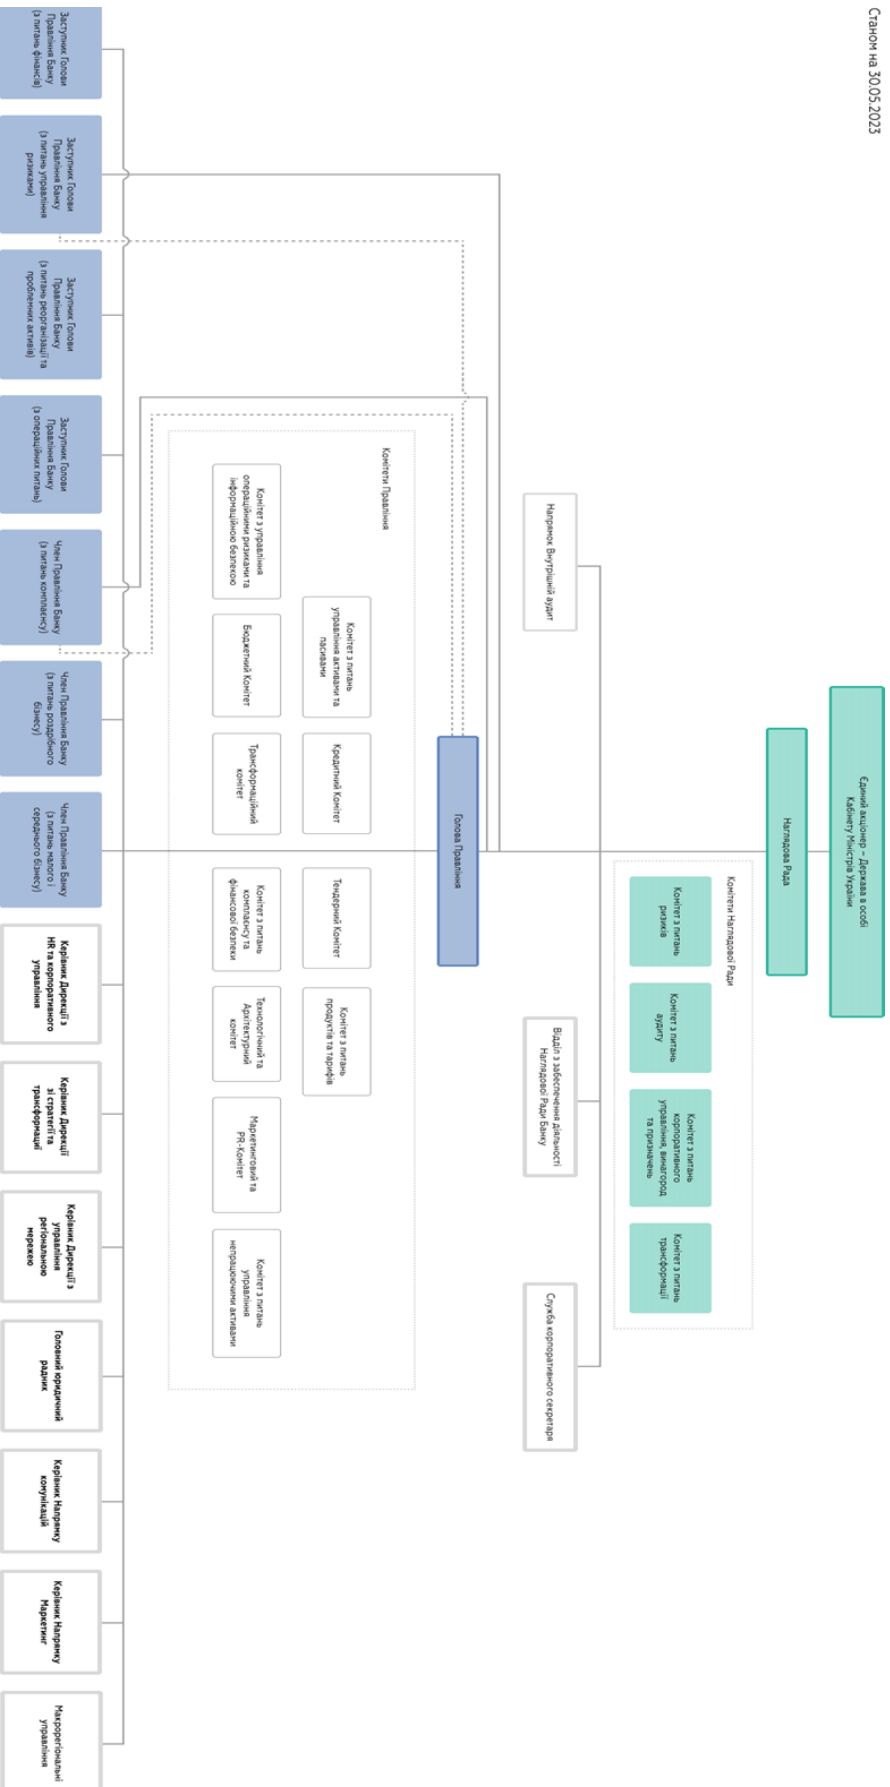 Станом на 30.05.2023
Єдиний акціонер – Держава в особі
Кабінету Міністрів України
Наглядова Рада
Комітети Наглядової Ради
Комітет з питань
ризиків
Комітет з питань
аудиту
Комітет з питань
корпоративного
управління, винагород
та призначень
Комітет з питань
трансформації
Напрямок Внутрішній аудит
Відділ з забеспечення діяльності
Наглядової Ради Банку
Служба корпоративного секретаря
Голова Правління
Комітети Правління
Комітет з питань
управління активами та
пасивами
Кредитний Комітет
Тендерний Комітет
Комітет з питань
продуктів та тарифів
Комітет з управління
операційними ризиками та
інформаційною безпекою
Бюджетний Комітет
Трансформаційний
комітет
Комітет з питань
комплаєнсу та
фінансової безпеки
Технологічний та
Архітектурний
комітет
Маркетинговий та
PR-Комітет
Комітет з питань
управління
непрацюючими активами
Заступник Голови
Правління Банку
(з питань фінансів)
Заступник Голови
Правління Банку
(з питань управління
ризиками)
Заступник Голови
Правління Банку
(з питань реорганізації та
проблемних активів)
Заступник Голови
Правління Банку
(з операційних питань)
Член Правління Банку
(з питань комплаєнсу)
Член Правління Банку
(з питань роздрібного
бізнесу)
Член Правління Банку
(з питань малого і
середнього бізнесу)
Керівник Дирекції з
HR та корпоративного
управління
Керівник Дирекції
зі стратегії та
трансформації
Керівник Дирекції з
управління
регіональною
мережею
Головний юридичний
радник
Керівник Напрямку
комунікацій
Керівник Напрямку
Маркетинг
Макрорегіональні
управління